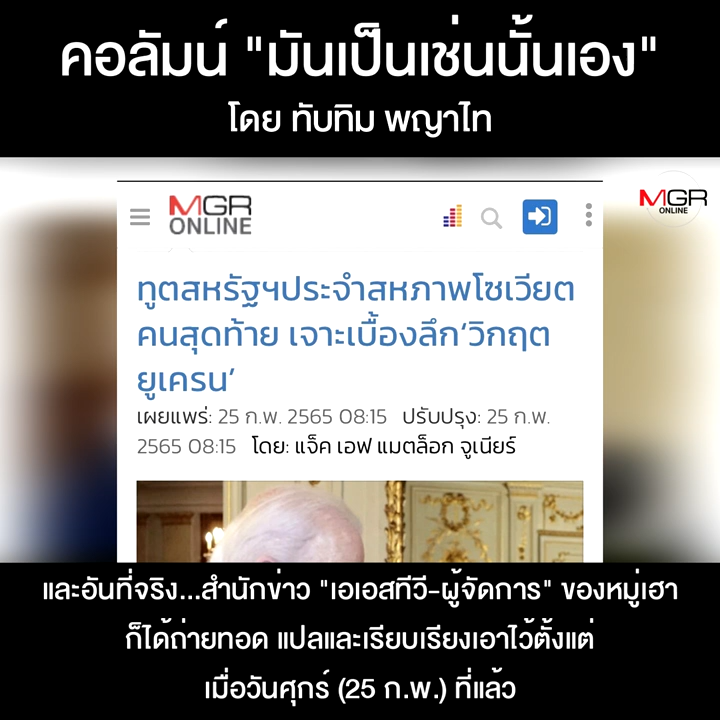 คอลัมน์ "มันเป็นเช่นนั้นเอง"
โดย ทับทิม พญาไท
MGR
ONLINE
MGR
ONLINE
ทูตสหรัฐฯประจำสหภาพโซเวียต
คนสุดท้าย เจาะเบื้องลึก‘วิกฤต
ยูเครน’
เผยแพร่: 25 ก.พ. 2565 08:15 ปรับปรุง: 25 ก.พ.
2565 08:15 โดย: แจ็ค เอฟ แมตล็อก จูเนียร์
และอันที่จริง...สำนักข่าว "เอเอสทีวี-ผู้จัดการ" ของหมู่เฮา
ก็ได้ถ่ายทอด แปลและเรียบเรียงเอาไว้ตั้งแต่
เมื่อวันศุกร์ (25 ก.พ.) ที่แล้ว